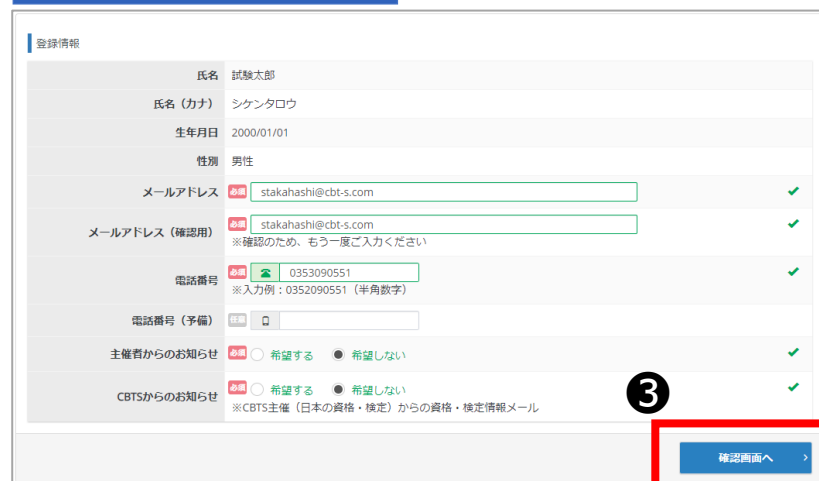 登録情報
氏名 試験太郎
氏名（カナ） シケンタロウ
生年月日 2000/01/01
性別 男性
メールアドレス 必須 stakahashi@cbt-s.com
メールアドレス（確認用） 必須 stakahashi@cbt-s.com
※確認のため、もう一度ご入力ください
電話番号 必須 0353090551
※入力例：0352090551（半角数字）
電話番号（予備） 任意
主催者からのお知らせ 必須 希望する 希望しない
CBTSからのお知らせ 必須 希望する 希望しない
※CBTS主催（日本の資格・検定）からの資格・検定情報メール
❸
確認画面へ